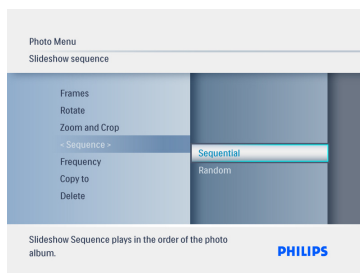 Photo Menu
Slideshow sequence
Frames
Rotate
Zoom and Crop
< Sequence >
Frequency
Copy to
Delete
Sequential
Random
Slideshow Sequence plays in the order of the photo
album.
PHILIPS